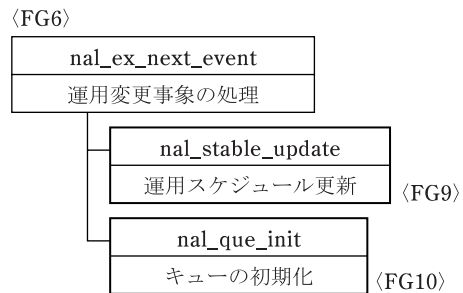 〈FG6〉
nal_ex_next_event
運用変更事象の処理
nal_stable_update
運用スケジュール更新
〈FG9〉
nal_que_init
キューの初期化
〈FG10〉